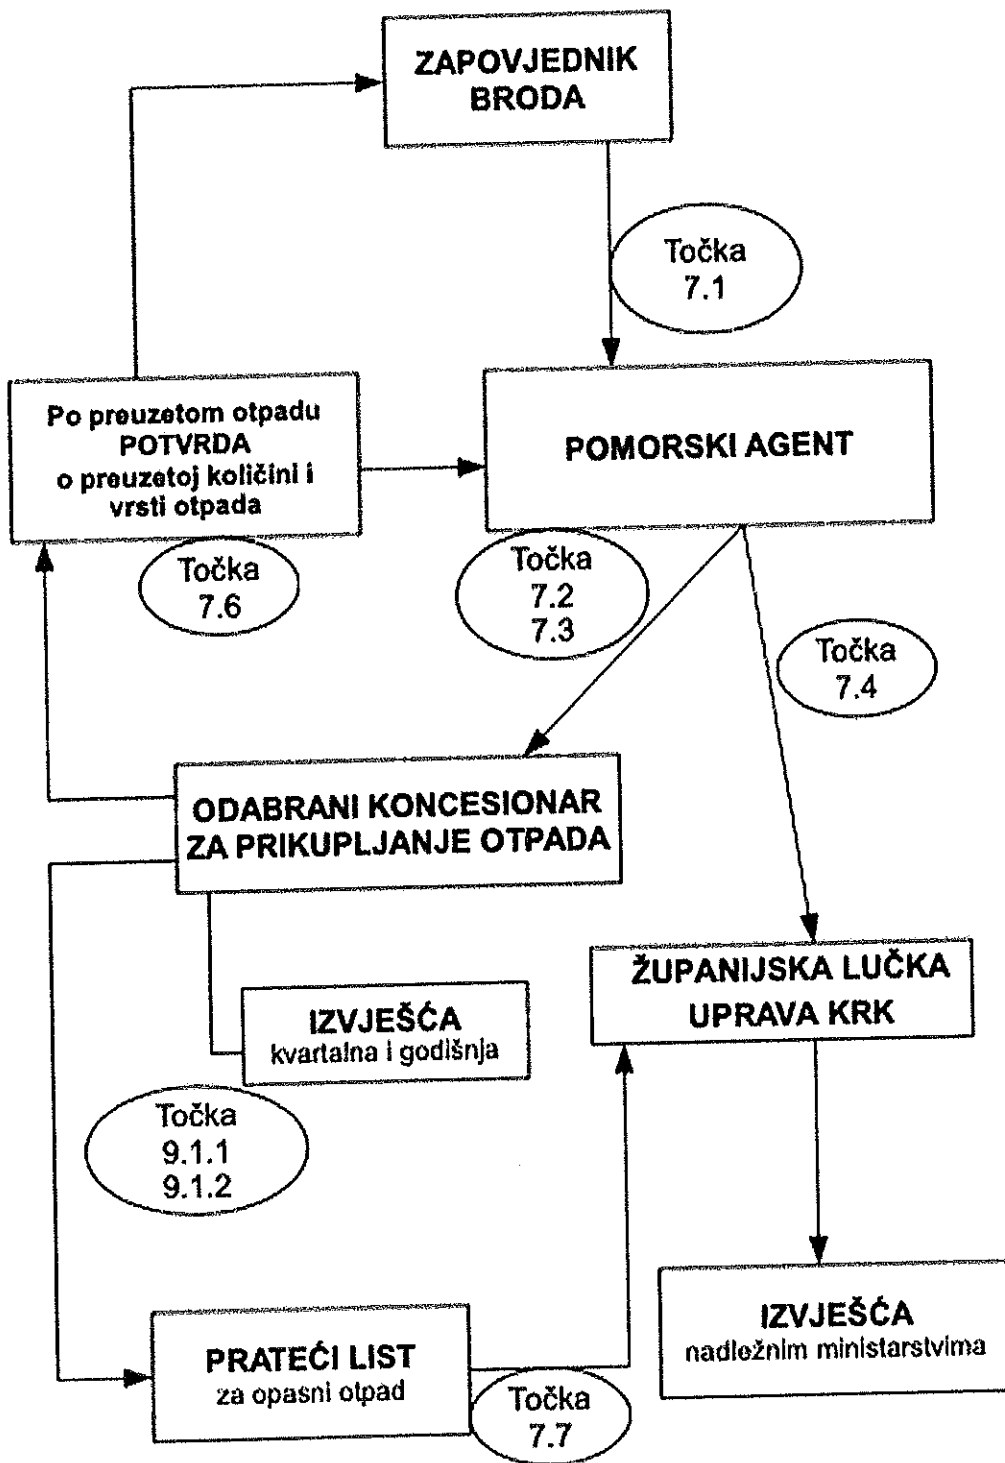 ZAPOVJEDNIK
BRODA
Točka
7.1
Po preuzetom otpadu
POTVRDA
o preuzetoj količini i
vrsti otpada
POMORSKI AGENT
Točka
7.6
Točka
7.2
7.3
Točka
7.4
ODABRANI KONCESIONAR
ZA PRIKUPLJANJE OTPADA
ŽUPANIJSKA LUČKA
UPRAVA KRK
IZVJEŠĆA
kvartalna i godišnja
Točka
9.1.1
9.1.2
PRATEĆI LIST
za opasni otpad
Točka
7.7
IZVJEŠĆA
nadležnim ministarstvima